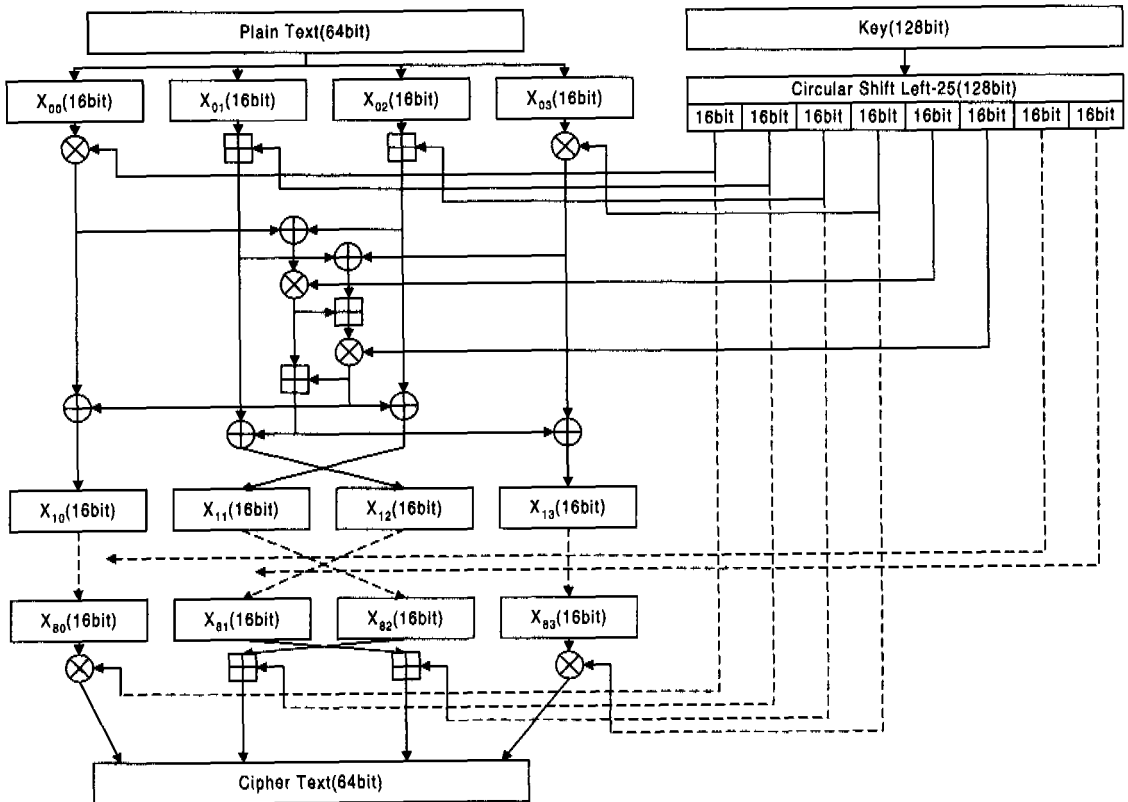 Plain Text(64bit)
Key(128bit)
X00(16bit) X01(16bit) X02(16bit) X03(16bit)
Circular Shift Left-25(128bit)
16bit 16bit 16bit 16bit 16bit 16bit 16bit 16bit
X10(16bit) X11(16bit) X12(16bit) X13(16bit)
X80(16bit) X81(16bit) X82(16bit) X83(16bit)
Cipher Text(64bit)